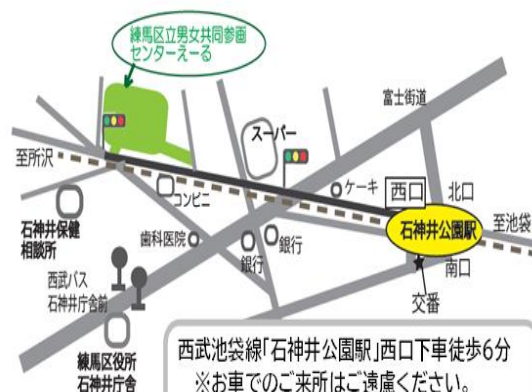 練馬区立男女共同参画
センターえーる
富士街道
スーパー
至所沢
ケーキ
西口
北口
コンビニ
石神井公園駅
至池袋
石神井保健
相談所
歯科医院
銀行
銀行
南口
西武バス
石神井庁舎前
交番
練馬区役所
石神井庁舎
西武池袋線「石神井公園駅」西口下車徒歩6分
※お車でのご来所はご遠慮ください。